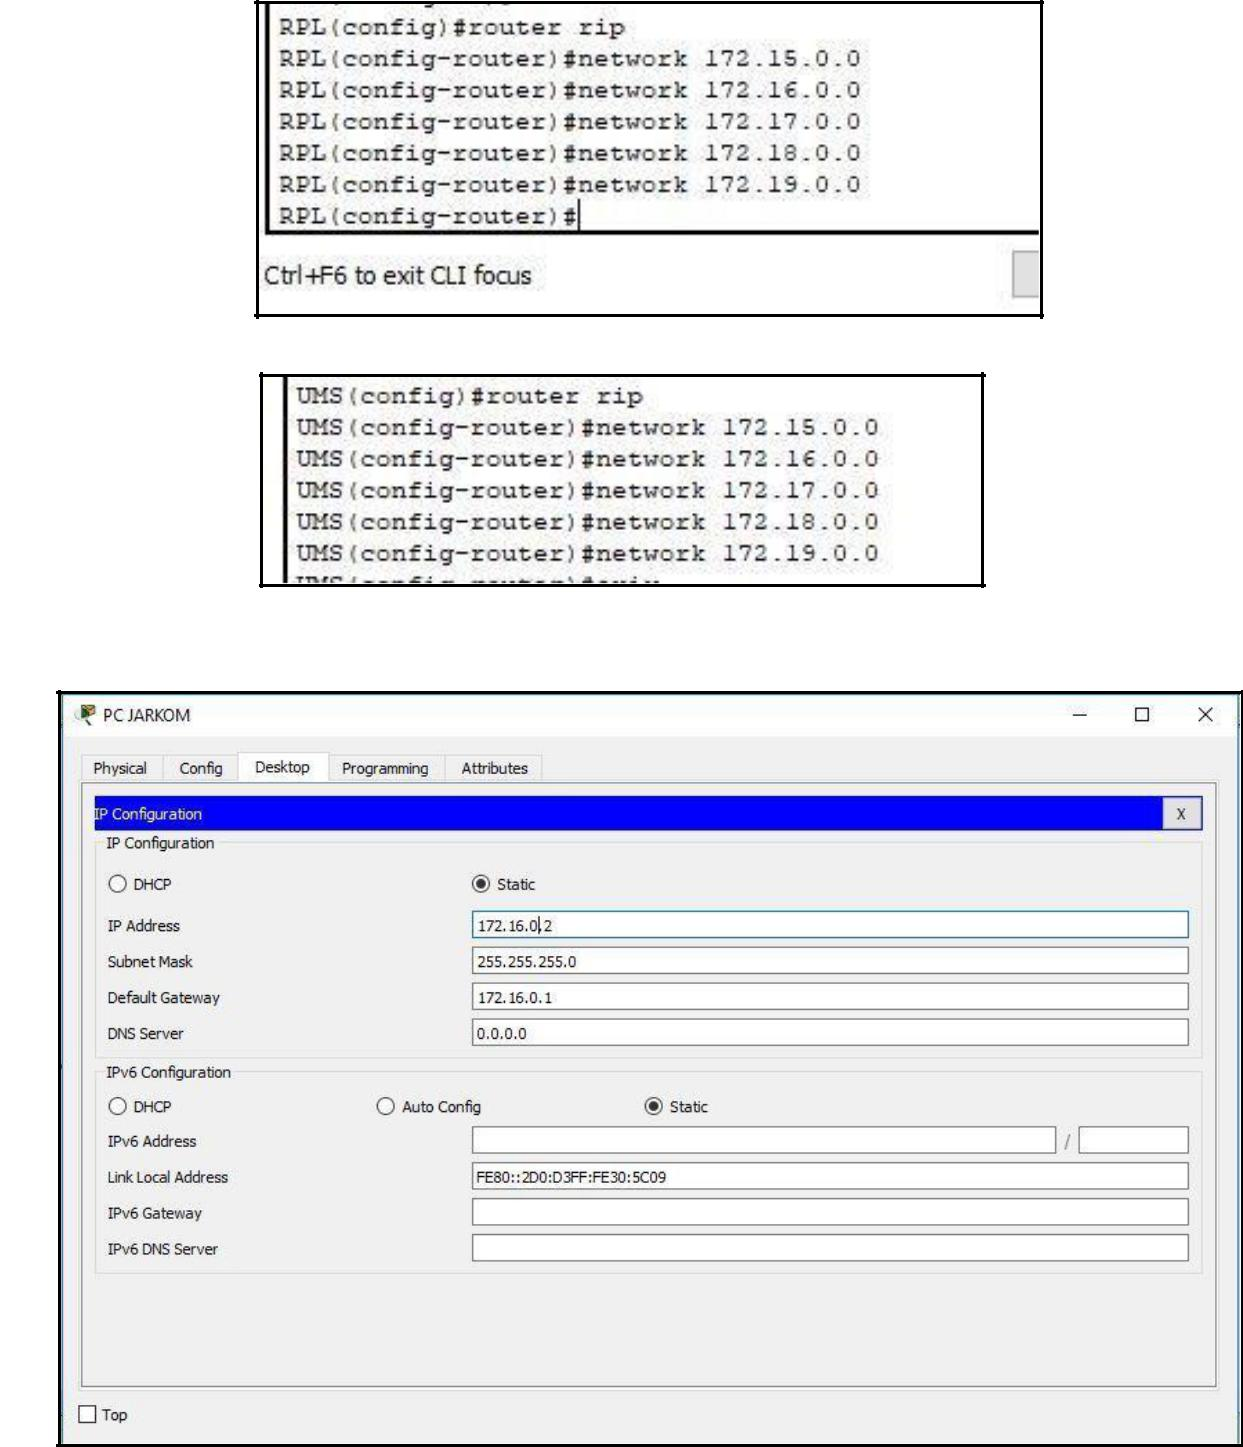 RPL(config)#router rip
RPL(config-router)#network 172.15.0.0
RPL(config-router)#network 172.16.0.0
RPL(config-router)#network 172.17.0.0
RPL(config-router)#network 172.18.0.0
RPL(config-router)#network 172.19.0.0
RPL(config-router)#
Ctrl+F6 to exit CLI focus
UMS(config)#router rip
UMS(config-router)#network 172.15.0.0
UMS(config-router)#network 172.16.0.0
UMS(config-router)#network 172.17.0.0
UMS(config-router)#network 172.18.0.0
UMS(config-router)#network 172.19.0.0
PC JARKOM
Physical Config Desktop Programming Attributes
IP Configuration X
IP Configuration
DHCP Static
IP Address 172.16.0.2
Subnet Mask 255.255.255.0
Default Gateway 172.16.0.1
DNS Server 0.0.0.0
IPv6 Configuration
DHCP Auto Config Static
IPv6 Address /
Link Local Address FE80::2D0:D3FF:FE30:5C09
IPv6 Gateway
IPv6 DNS Server
Top